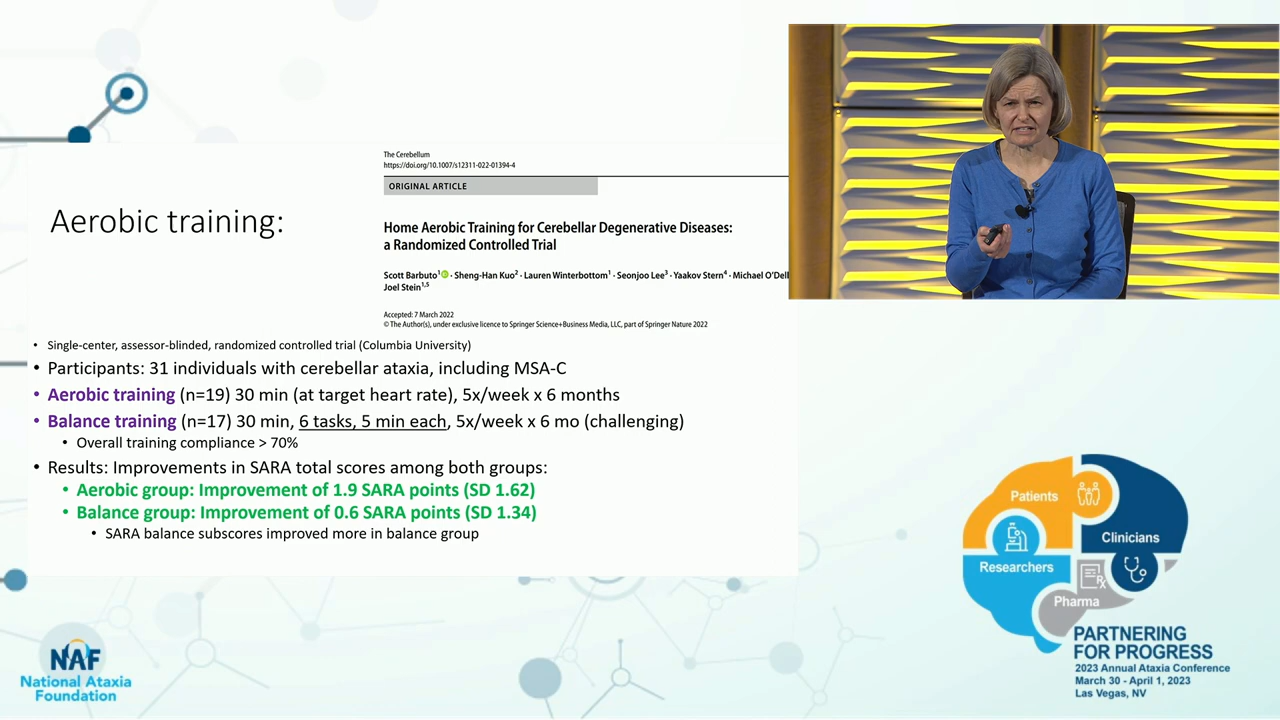 The Cerebellum
https://doi.org/10.1007/s12311-022-01394-4
ORIGINAL ARTICLE
Aerobic training:
Home Aerobic Training for Cerebellar Degenerative Diseases:
a Randomized Controlled Trial
Scott Barbuto1 · Sheng-Han Kuo2 · Lauren Winterbottom1 · Seonjoo Lee3 · Yaakov Stern4 · Michael O'Dell
Joel Stein1,5
Accepted: 7 March 2022
© The Author(s), under exclusive licence to Springer Science+Business Media, LLC, part of Springer Nature 2022
• Single-center, assessor-blinded, randomized controlled trial (Columbia University)
• Participants: 31 individuals with cerebellar ataxia, including MSA-C
• Aerobic training (n=19) 30 min (at target heart rate), 5x/week x 6 months
• Balance training (n=17) 30 min, 6 tasks, 5 min each, 5x/week x 6 mo (challenging)
• Overall training compliance > 70%
• Results: Improvements in SARA total scores among both groups:
• Aerobic group: Improvement of 1.9 SARA points (SD 1.62)
• Balance group: Improvement of 0.6 SARA points (SD 1.34)
• SARA balance subscores improved more in balance group
Patients
Clinicians
Researchers
Pharma
PARTNERING
FOR PROGRESS
2023 Annual Ataxia Conference
March 30 - April 1, 2023
Las Vegas, NV
NAF
National Ataxia
Foundation